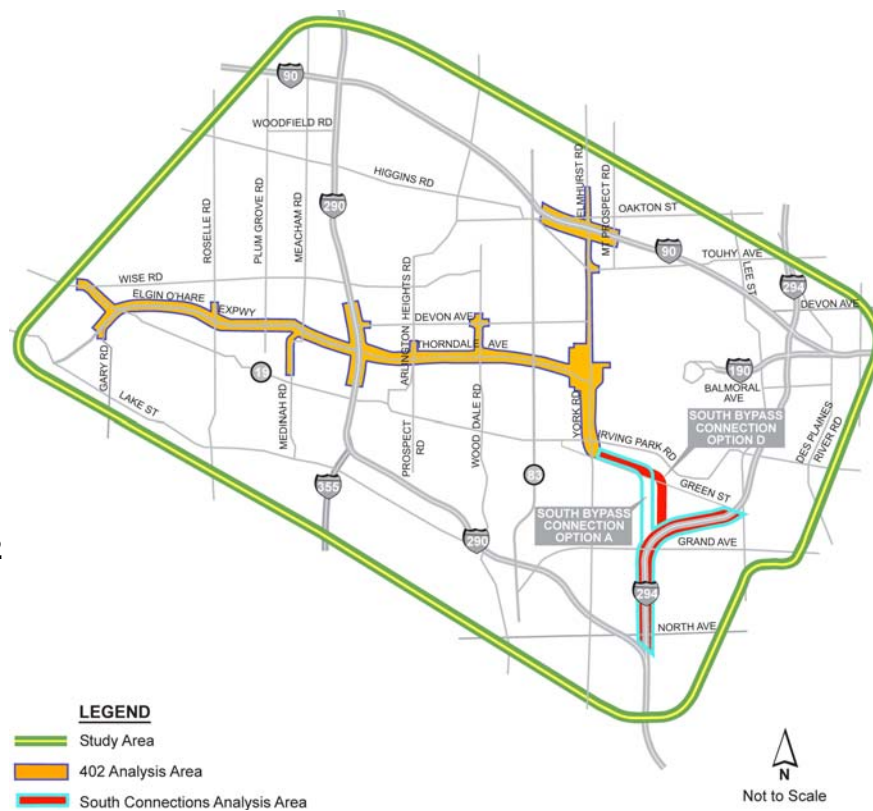 90
WOODFIELD RD
HIGGINS RD
290
ROSELLE RD
PLUM GROVE RD
MEACHAM RD
ELMHURST RD
MT PROSPECT RD
OAKTON ST
90
TOUHY AVE
LEE ST
294
DEVON AVE
WISE RD
ELGIN O'HARE
EXPWY
ARLINGTON HEIGHTS RD
DEVON AVE
THORNDALE AVE
GARY RD
19
MEDINAH RD
LAKE ST
PROSPECT
RD
WOOD DALE RD
YORK RD
190
BALMORAL
AVE
SOUTH BYPASS
CONNECTION
OPTION D
IRVING PARK RD
DES PLAINES
RIVER RD
83
GREEN ST
355
SOUTH BYPASS
CONNECTION
OPTION A
290
GRAND AVE
294
NORTH AVE
LEGEND
Study Area
402 Analysis Area
South Connections Analysis Area
N
Not to Scale